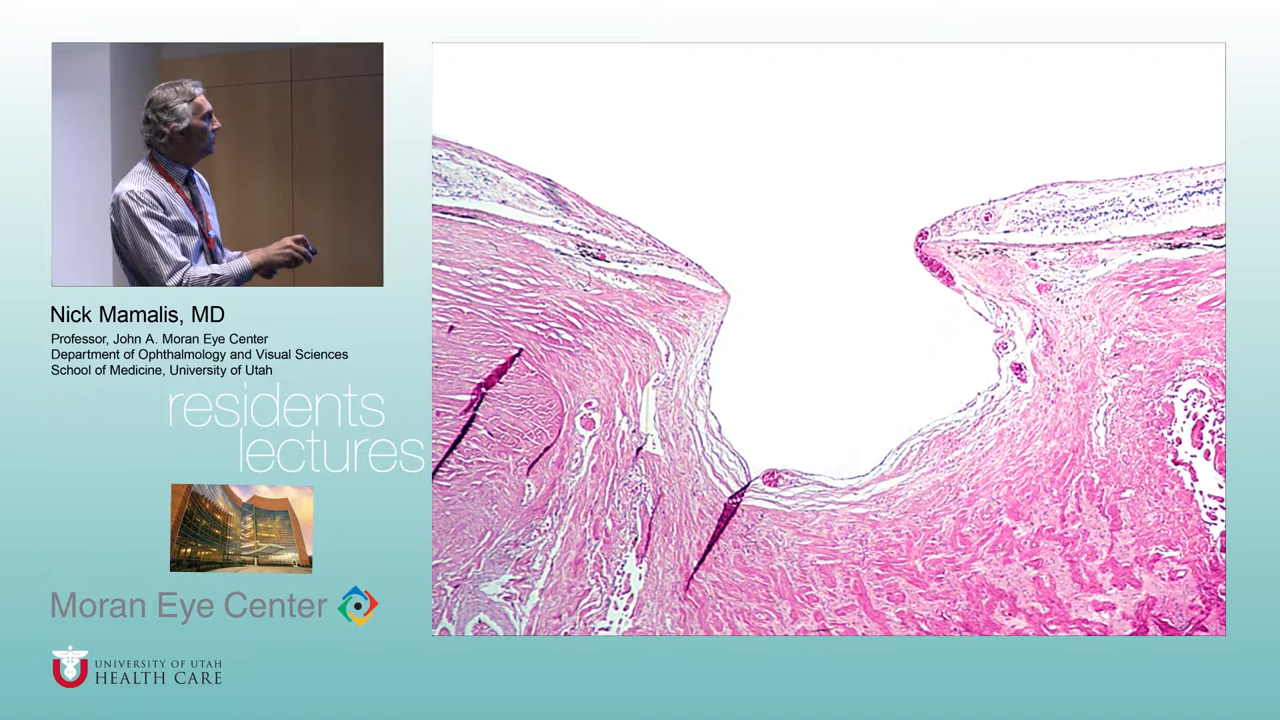 Nick Mamalis, MD
Professor, John A. Moran Eye Center
Department of Ophthalmology and Visual Sciences
School of Medicine, University of Utah
residents
lectures
Moran Eye Center
UNIVERSITY OF UTAH
HEALTH CARE